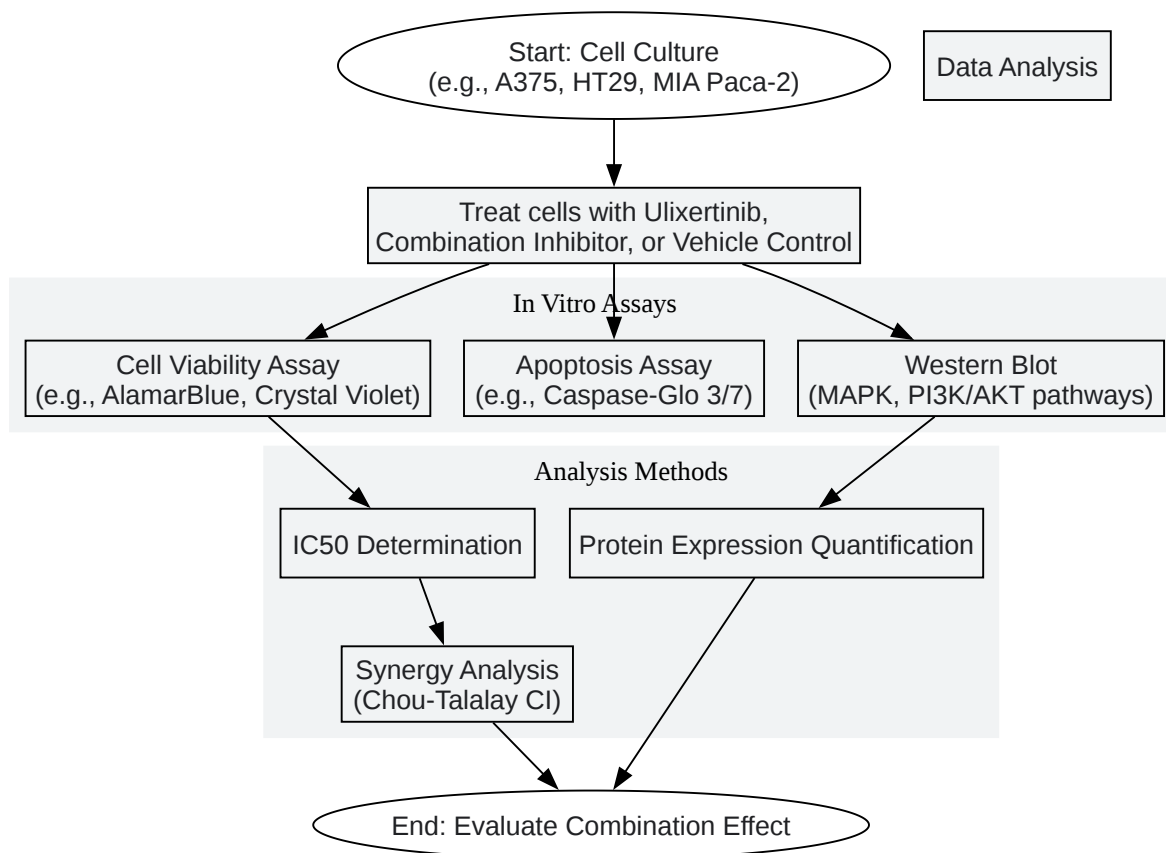 Start: Cell Culture
(e.g., A375, HT29, MIA Paca-2)
Data Analysis
Treat cells with Ulixertinib,
Combination Inhibitor, or Vehicle Control
In Vitro Assays
Cell Viability Assay
(e.g., AlamarBlue, Crystal Violet)
Apoptosis Assay
(e.g., Caspase-Glo 3/7)
Western Blot
(MAPK, PI3K/AKT pathways)
Analysis Methods
IC50 Determination
Protein Expression Quantification
Synergy Analysis
(Chou-Talalay CI)
End: Evaluate Combination Effect